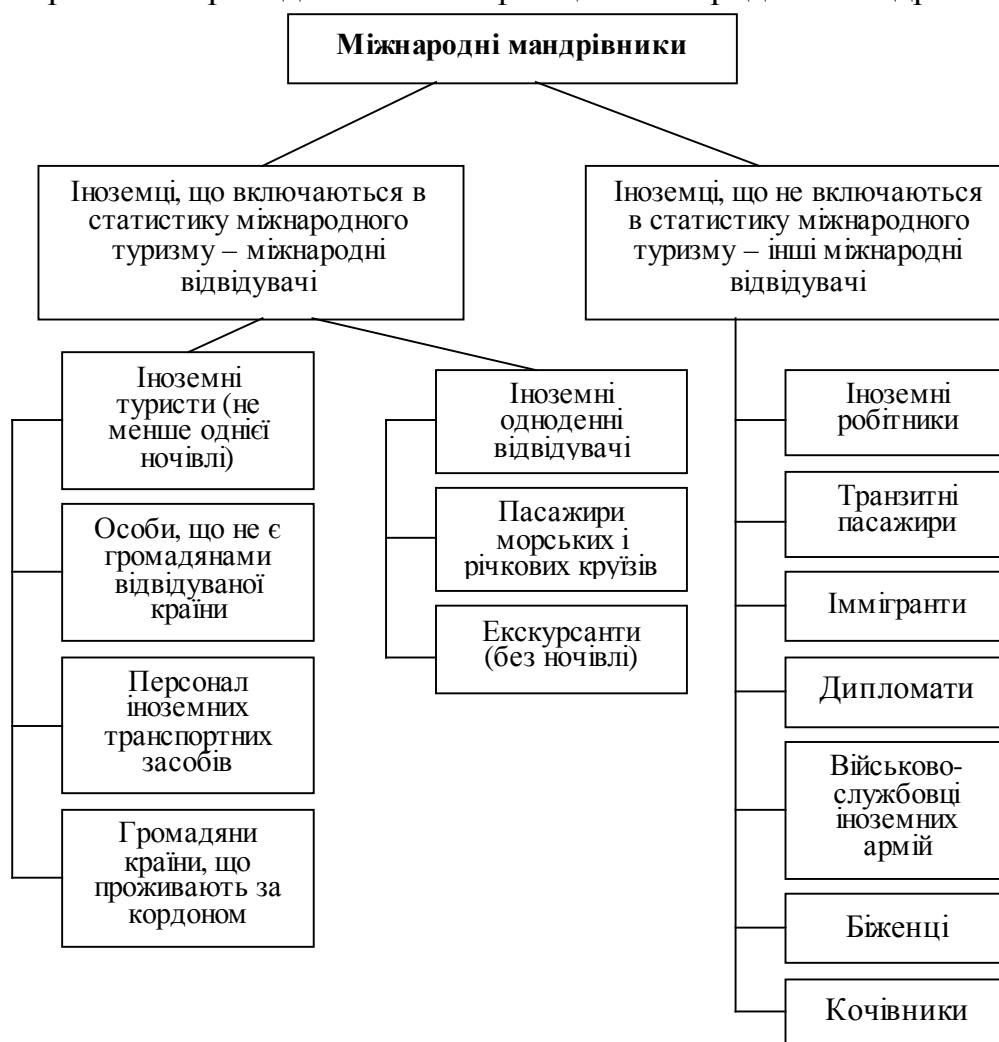 Міжнародні мандрівники
Іноземці, що включаються в
статистику міжнародного
туризму – міжнародні
відвідувачі
Іноземці, що не включаються
в статистику міжнародного
туризму – інші міжнародні
відвідувачі
Іноземні
туристи (не
менше однієї
ночівлі)
Особи, що не є
громадянами
відвідуваної
країни
Персонал
іноземних
транспортних
засобів
Громадяни
країни, що
проживають за
кордоном
Іноземні
одноденні
відвідувачі
Пасажири
морських і
річкових круїзів
Екскурсанти
(без ночівлі)
Іноземні
робітники
Транзитні
пасажири
Іммігранти
Дипломати
Військово-
службовці
іноземних
армій
Біженці
Кочівники